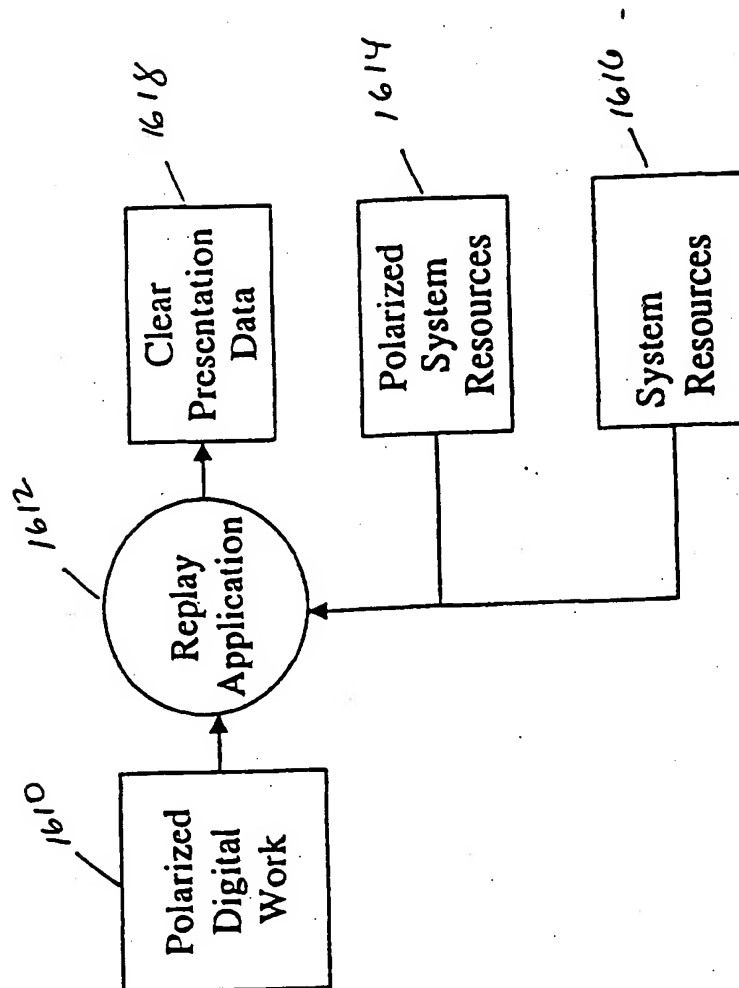 1610
Polarized
Digital
Work
1612
Replay
Application
1618
Clear
Presentation
Data
1614
Polarized
System
Resources
1616
System
Resources